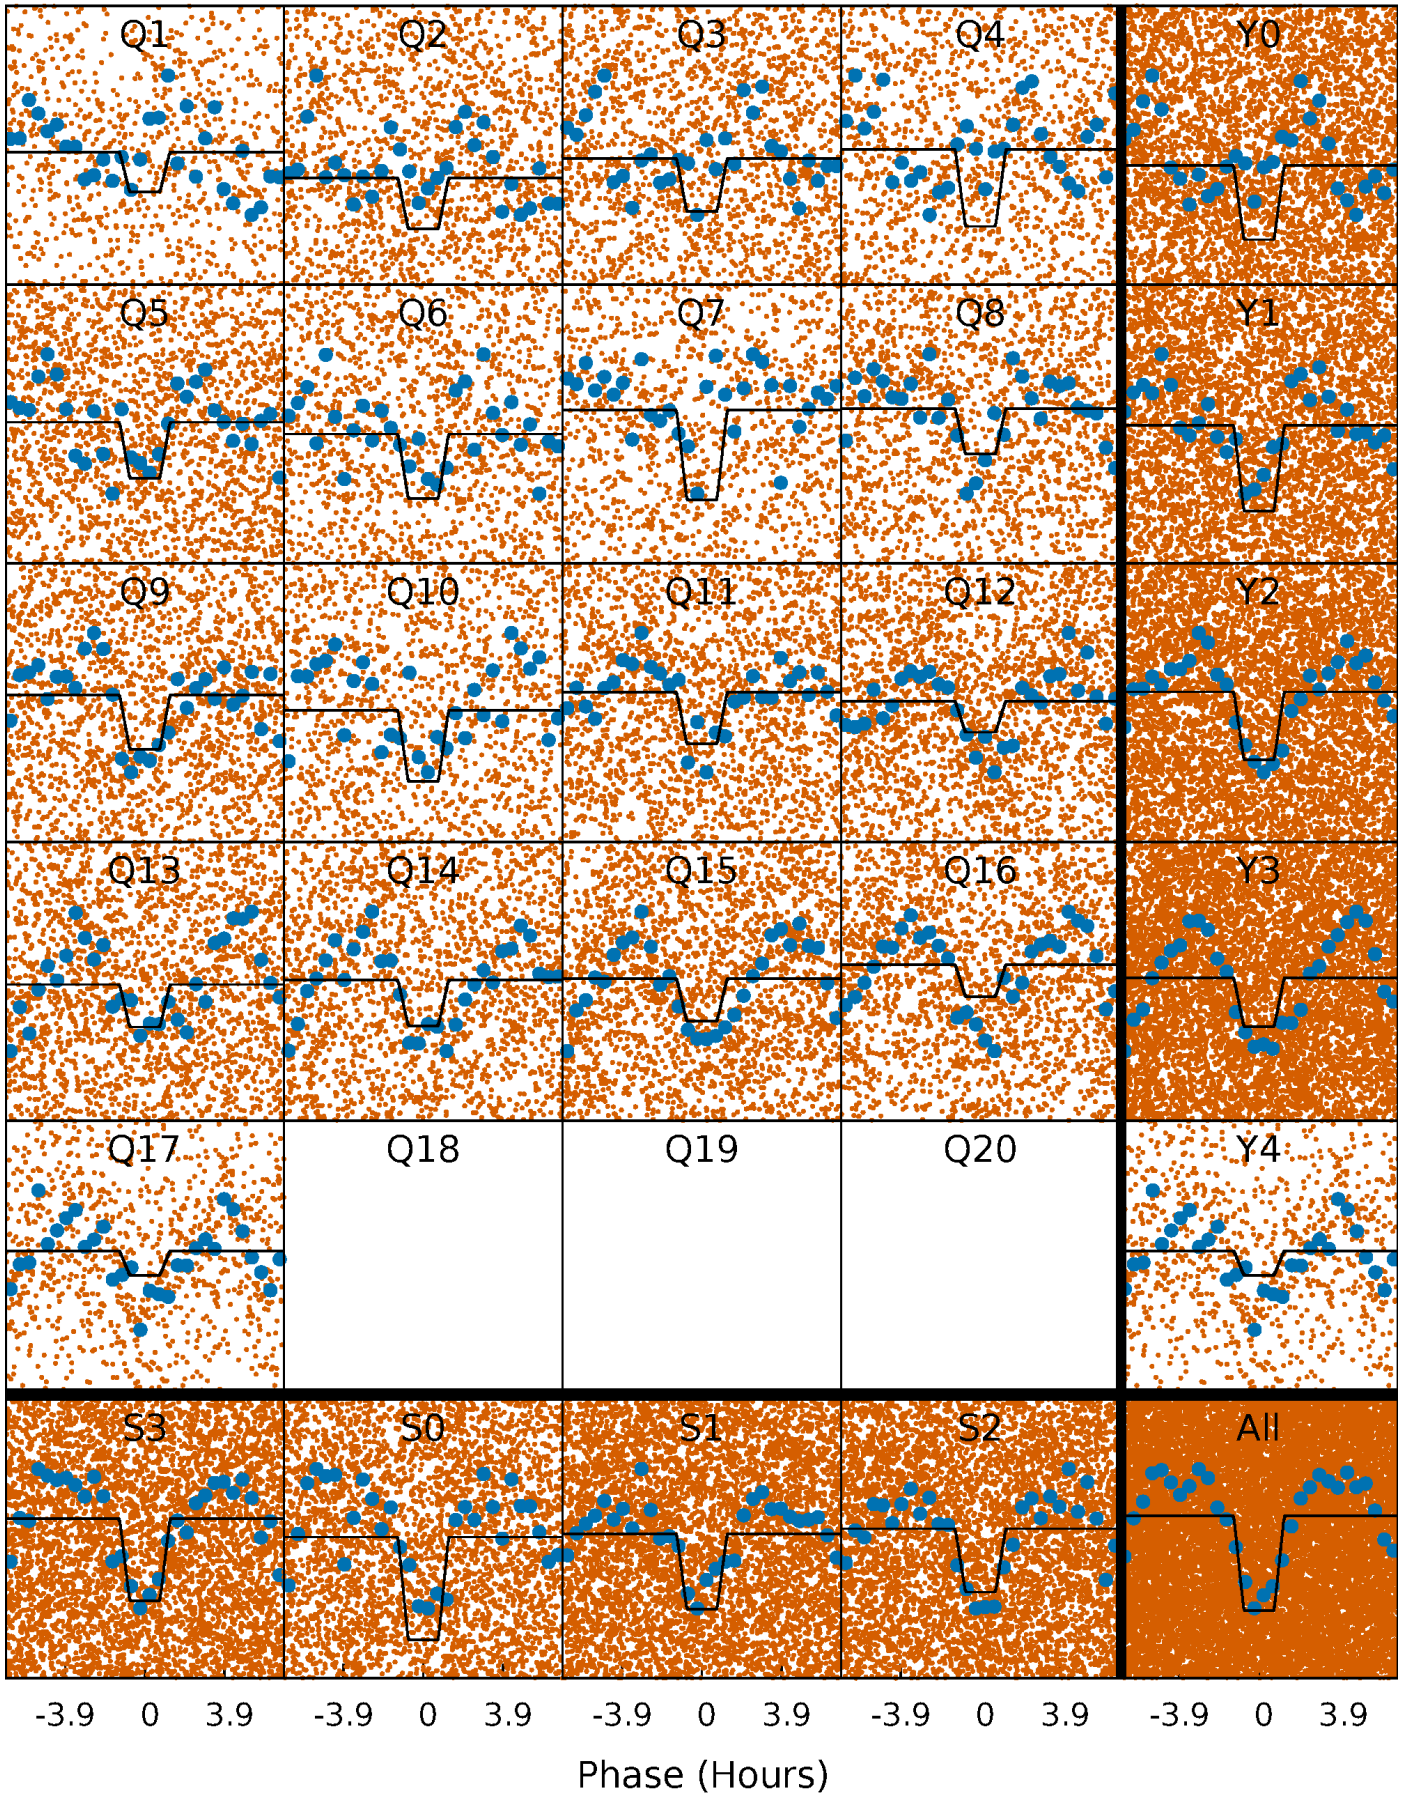 Q1 Q2 Q3 Q4 Y0
Q5 Q6 Q7 Q8 Y1
Q9 Q10 Q11 Q12 Y2
Q13 Q14 Q15 Q16 Y3
Q17 Q18 Q19 Q20 Y4
S3 S0 S1 S2 All
-3.9 0 3.9 -3.9 0 3.9 -3.9 0 3.9 -3.9 0 3.9 -3.9 0 3.9
Phase (Hours)